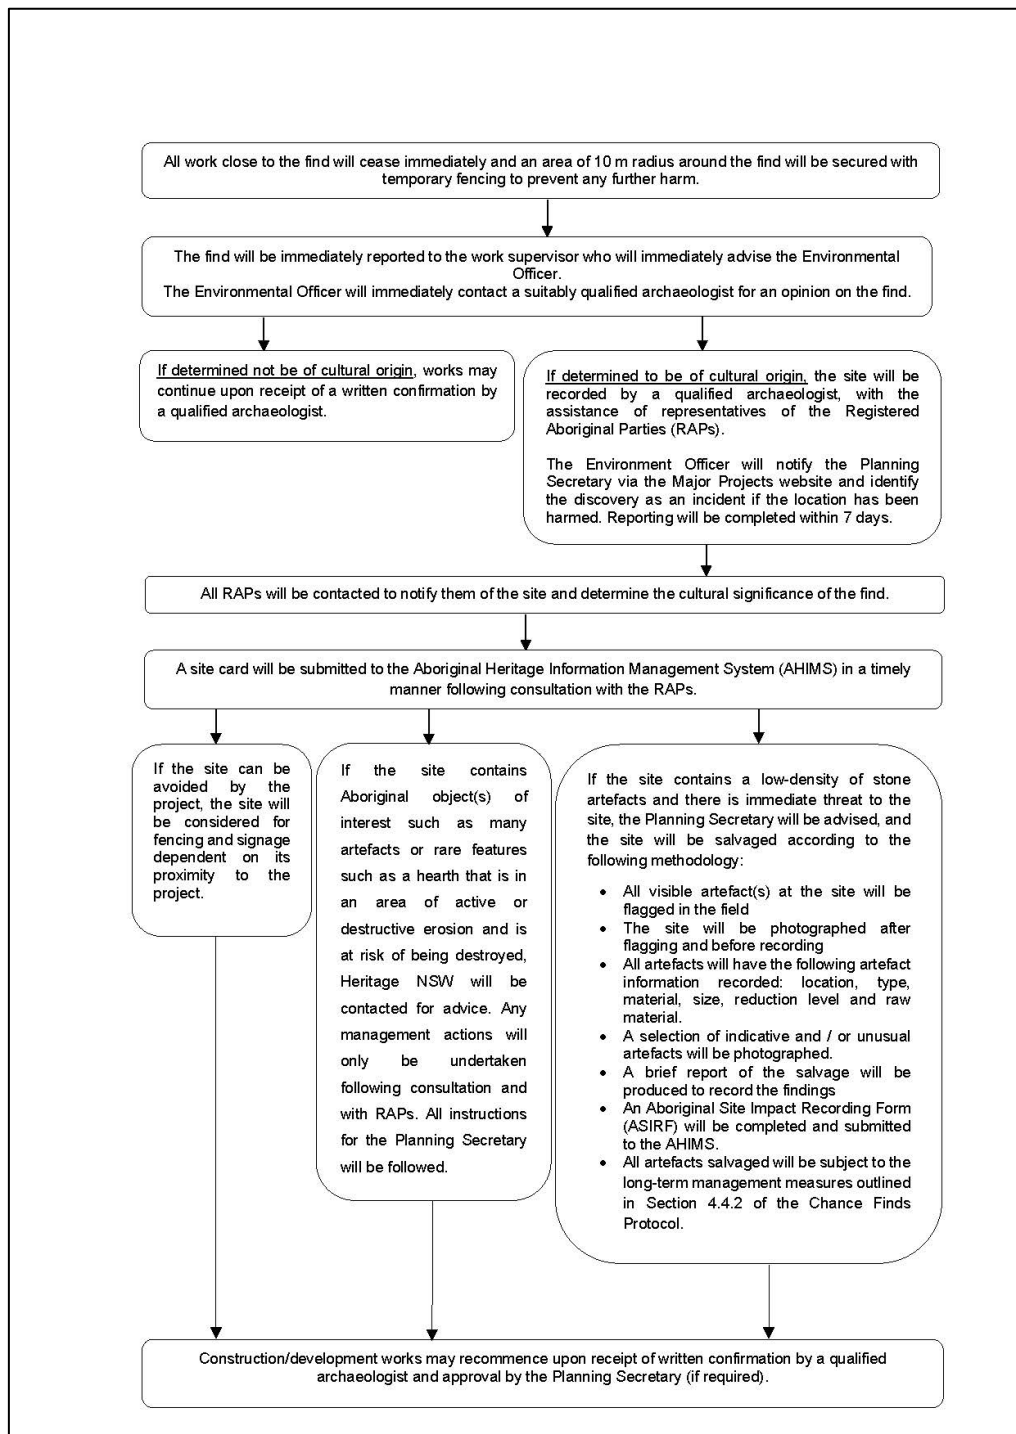 All work close to the find will cease immediately and an area of 10 m radius around the find will be secured with
temporary fencing to prevent any further harm.
The find will be immediately reported to the work supervisor who will immediately advise the Environmental
Officer.
The Environmental Officer will immediately contact a suitably qualified archaeologist for an opinion on the find.
If determined not be of cultural origin, works may
continue upon receipt of a written confirmation by
a qualified archaeologist.
If determined to be of cultural origin, the site will be
recorded by a qualified archaeologist, with the
assistance of representatives of the Registered
Aboriginal Parties (RAPs).
The Environment Officer will notify the Planning
Secretary via the Major Projects website and identify
the discovery as an incident if the location has been
harmed. Reporting will be completed within 7 days.
All RAPs will be contacted to notify them of the site and determine the cultural significance of the find.
A site card will be submitted to the Aboriginal Heritage Information Management System (AHIMS) in a timely
manner following consultation with the RAPs.
If the site can be
avoided by the
project, the site will
be considered for
fencing and signage
dependent on its
proximity to the
project.
If the site contains
Aboriginal object(s) of
interest such as many
artefacts or rare features
such as a hearth that is in
an area of active or
destructive erosion and is
at risk of being destroyed,
Heritage NSW will be
contacted for advice. Any
management actions will
only be undertaken
following consultation and
with RAPs. All instructions
for the Planning Secretary
will be followed.
If the site contains a low-density of stone
artefacts and there is immediate threat to the
site, the Planning Secretary will be advised, and
the site will be salvaged according to the
following methodology:
• All visible artefact(s) at the site will be
flagged in the field
• The site will be photographed after
flagging and before recording
• All artefacts will have the following artefact
information recorded: location, type,
material, size, reduction level and raw
material.
• A selection of indicative and / or unusual
artefacts will be photographed.
• A brief report of the salvage will be
produced to record the findings
• An Aboriginal Site Impact Recording Form
(ASIRF) will be completed and submitted
to the AHIMS.
• All artefacts salvaged will be subject to the
long-term management measures outlined
in Section 4.4.2 of the Chance Finds
Protocol.
Construction/development works may recommence upon receipt of written confirmation by a qualified
archaeologist and approval by the Planning Secretary (if required).